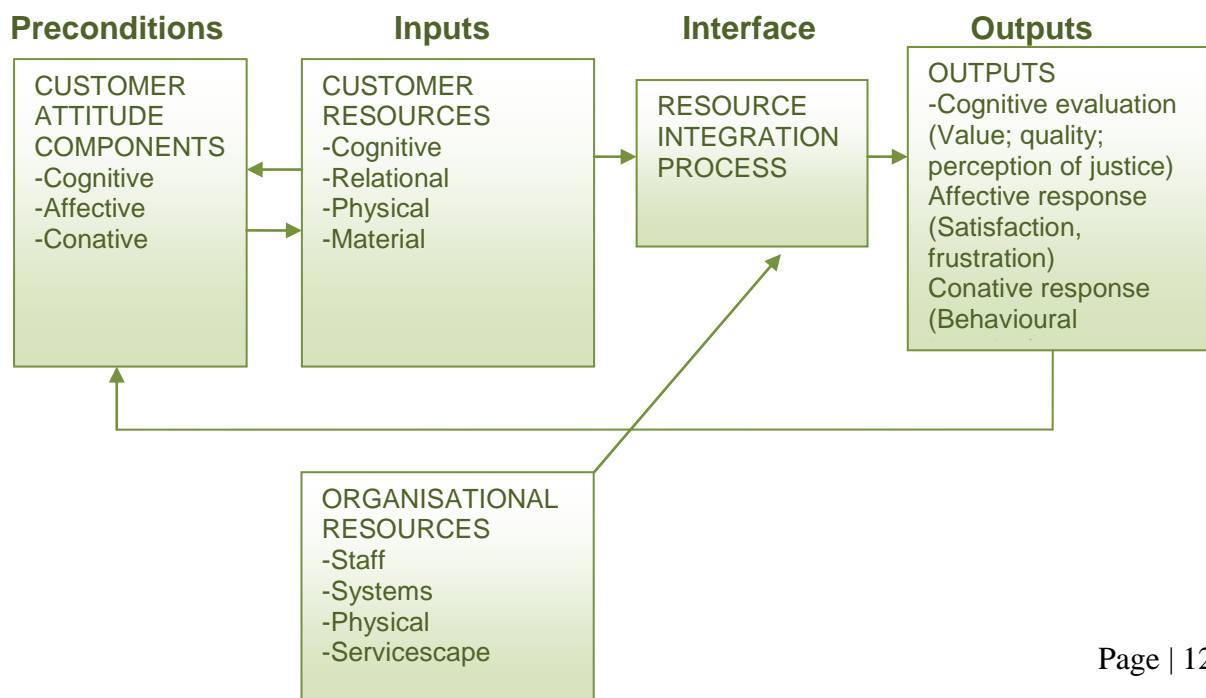 Preconditions
Inputs
Interface
Outputs
CUSTOMER
ATTITUDE
COMPONENTS
-Cognitive
-Affective
-Conative
CUSTOMER
RESOURCES
-Cognitive
-Relational
-Physical
-Material
RESOURCE
INTEGRATION
PROCESS
OUTPUTS
-Cognitive evaluation
(Value; quality;
perception of justice)
Affective response
(Satisfaction,
frustration)
Conative response
(Behavioural
ORGANISATIONAL
RESOURCES
-Staff
-Systems
-Physical
-Servicescape
Page | 12